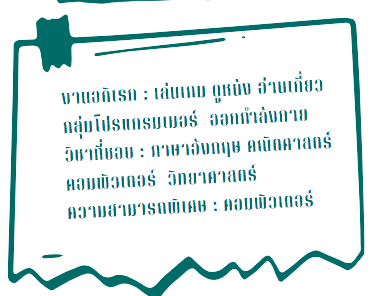 งานอดิเรก : เล่นเกม ดูหนัง อ่านเกี่ยว
กลุ่มโปรแกรมเมอร์ ออกกำลังกาย
วิชาที่ชอบ : ภาษาอังกฤษ คณิตศาสตร์
คอมพิวเตอร์ วิทยาศาสตร์
ความสามารถพิเศษ : คอมพิวเตอร์